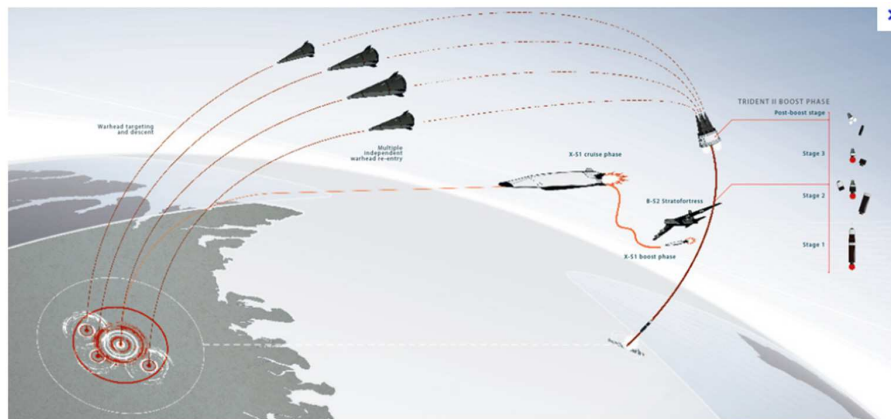 TRIDENT II BOOST PHASE
Post-boost stage
Warhead targeting
and descent
Multiple
independent
warhead re-entry
X-51 cruise phase
Stage 3
B-52 Stratofortress
Stage 2
Stage 1
X-51 boost phase